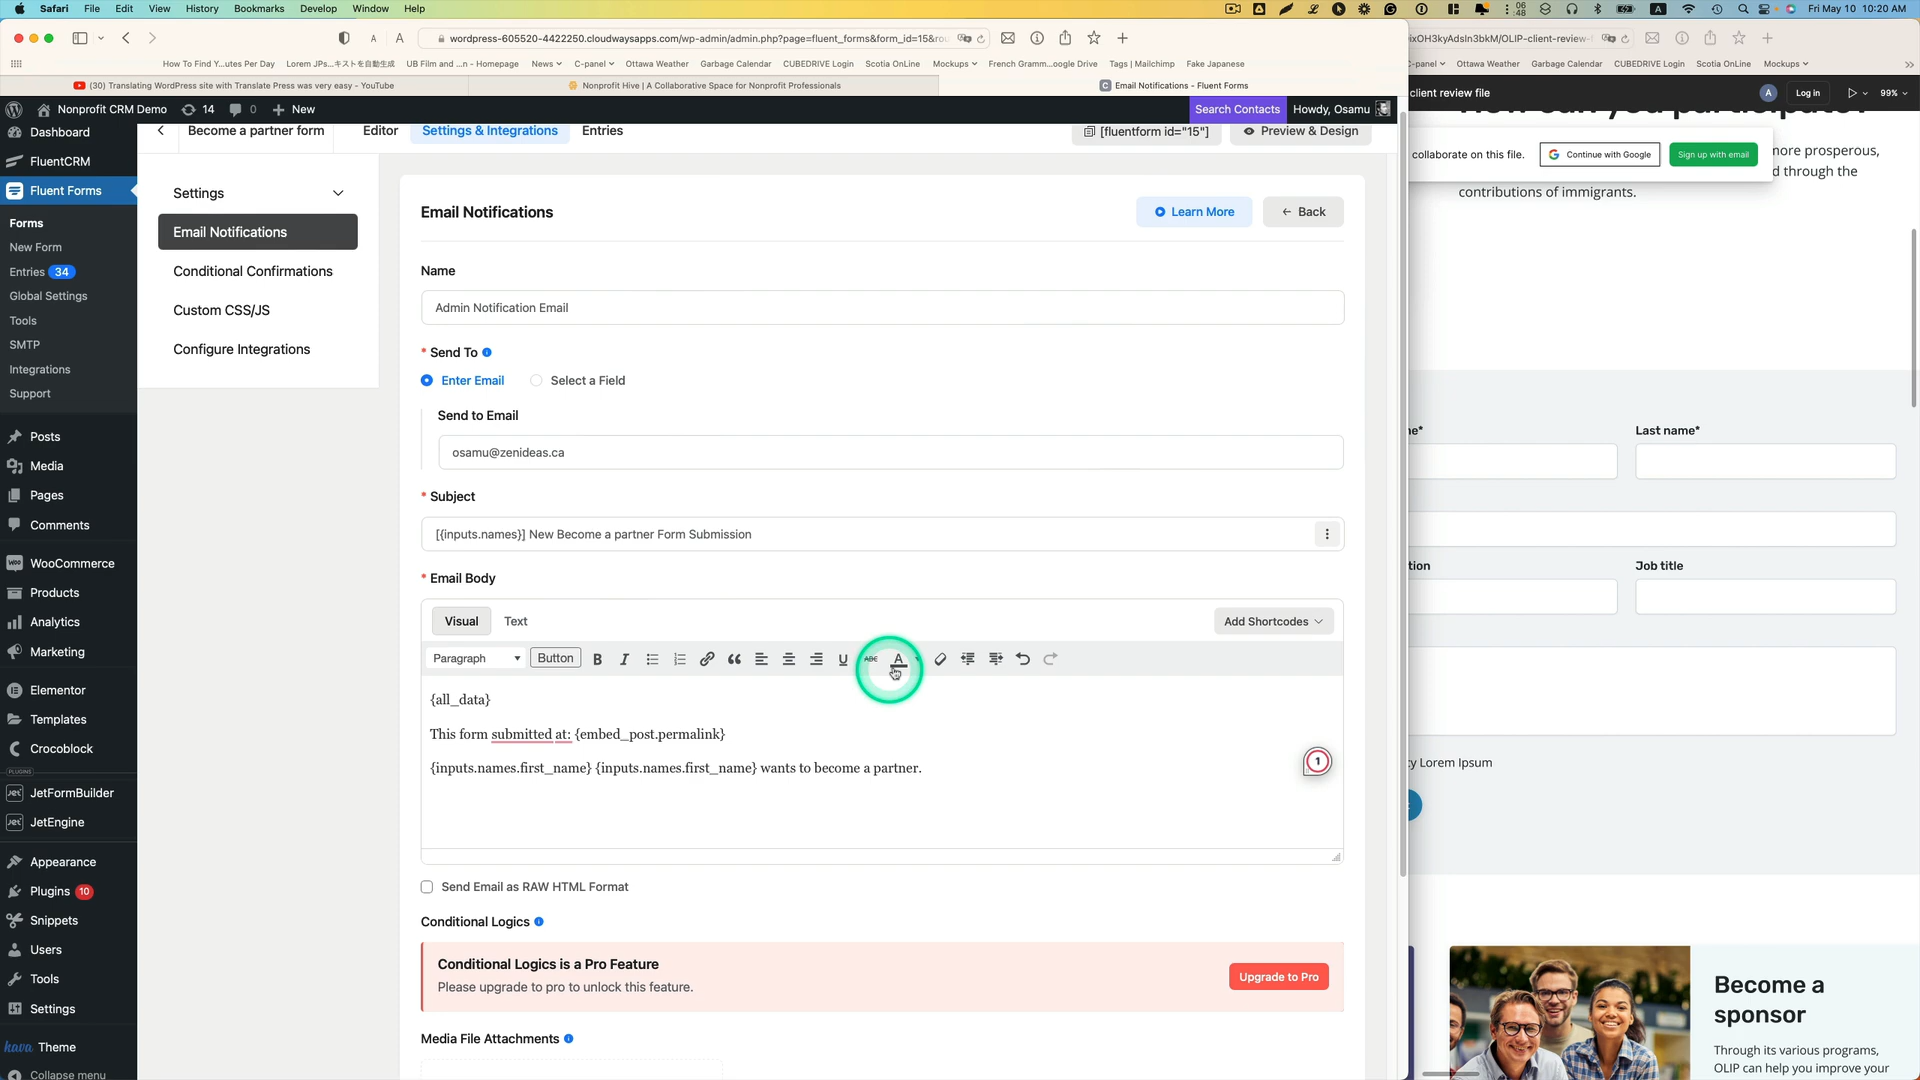 Safari File Edit View History Bookmarks Develop Window Help
06
:48
A
Fri May 10 10:20 AM
A A
wordpress-605520-4422250.cloudwaysapps.com/wp-admin/admin.php?page=fluent_forms&form_id=15&rou
ixOH3kyAdsIn3bkM/OLIP-client-review-
How To Find Y...utes Per Day Lorem JPs...キストを自動生成 UB Film and ...n - Homepage News C-panel Ottawa Weather Garbage Calendar CUBEDRIVE Login Scotia OnLine Mockups French Gramm...oogle Drive Tags | Mailchimp Fake Japanese
-panel Ottawa Weather Garbage Calendar CUBEDRIVE Login Scotia OnLine Mockups
(30) Translating WordPress site with Translate Press was very easy - YouTube
Nonprofit Hive | A Collaborative Space for Nonprofit Professionals
Email Notifications - Fluent Forms
Nonprofit CRM Demo 14 0 New
Search Contacts Howdy, Osamu
client review file A Log in 99%
Dashboard
FluentCRM
Fluent Forms
Forms
New Form
Entries 34
Global Settings
Tools
SMTP
Integrations
Support
Posts
Media
Pages
Comments
WooCommerce
Products
Analytics
Marketing
Elementor
Templates
Crocoblock
PLUGINS
JetFormBuilder
JetEngine
Appearance
Plugins 10
Snippets
Users
Tools
Settings
kava Theme
Collapse menu
Become a partner form Editor Settings & Integrations Entries
[fluentform id="15"] Preview & Design
Settings
Email Notifications
Conditional Confirmations
Custom CSS/JS
Configure Integrations
Email Notifications
Learn More
Back
Name
Admin Notification Email
* Send To
Enter Email Select a Field
Send to Email
osamu@zenideas.ca
* Subject
[{inputs.names}] New Become a partner Form Submission
* Email Body
Visual Text
Add Shortcodes
Paragraph Button B I U ABC A
{all_data}
This form submitted at: {embed_post.permalink}
{inputs.names.first_name} {inputs.names.first_name} wants to become a partner.
1
Send Email as RAW HTML Format
Conditional Logics
Conditional Logics is a Pro Feature
Please upgrade to pro to unlock this feature.
Upgrade to Pro
Media File Attachments
collaborate on this file. Continue with Google Sign up with email
more prosperous,
d through the
contributions of immigrants.
ne* Last name*
tion Job title
cy Lorem Ipsum
Become a
sponsor
Through its various programs,
OLIP can help you improve your